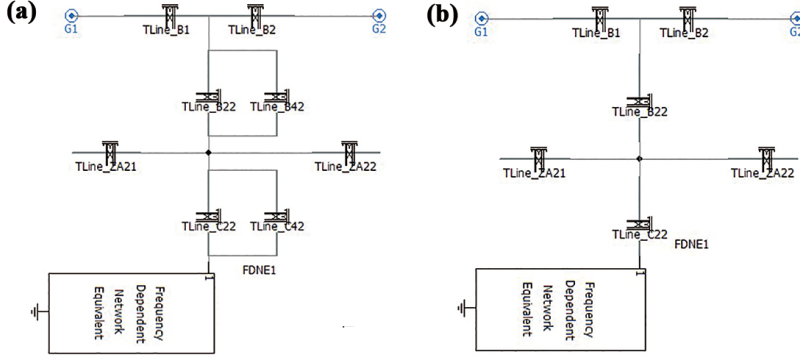 (a)
G1
TLine_B1
TLine_B2
G2
TLine_B22
TLine_B42
TLine_ZA21
TLine_ZA22
TLine_C22
TLine_C42
FDNE1
1
Frequency
Dependent
Network
Equivalent
(b)
G1
TLine_B1
TLine_B2
G2
TLine_B22
TLine_ZA21
TLine_ZA22
TLine_C22
FDNE1
1
Frequency
Dependent
Network
Equivalent